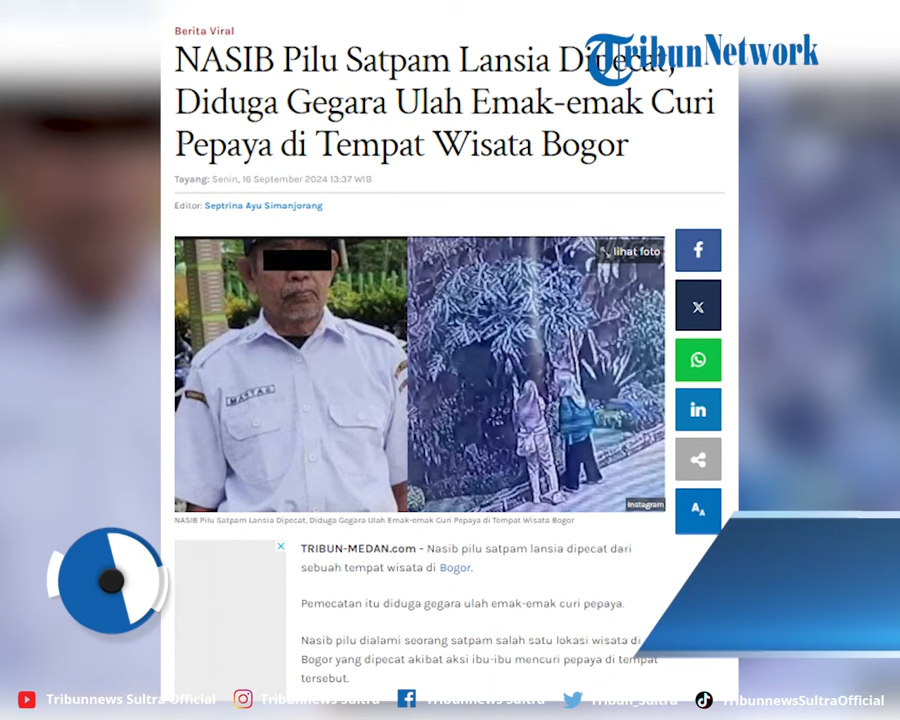 Berita Viral
TribunNetwork
NASIB Pilu Satpam Lansia Dipecat,
Diduga Gegara Ulah Emak-emak Curi
Pepaya di Tempat Wisata Bogor
Tayang: Senin, 16 September 2024 13:37 WIB
Editor: Septrina Ayu Simanjorang
lihat foto
Instagram
NASIB Pilu Satpam Lansia Dipecat, Diduga Gegara Ulah Emak-emak Curi Pepaya di Tempat Wisata Bogor
TRIBUN-MEDAN.com - Nasib pilu satpam lansia dipecat dari
sebuah tempat wisata di Bogor.
Pemecatan itu diduga gegara ulah emak-emak curi pepaya.
Nasib pilu dialami seorang satpam salah satu lokasi wisata di
Bogor yang dipecat akibat aksi ibu-ibu mencuri pepaya di tempat
tersebut.
Tribunnews Sultra Official
Tribunnews Sultra
Tribunnews Sultra
Tribun_Sultra
TribunnewsSultraOfficial